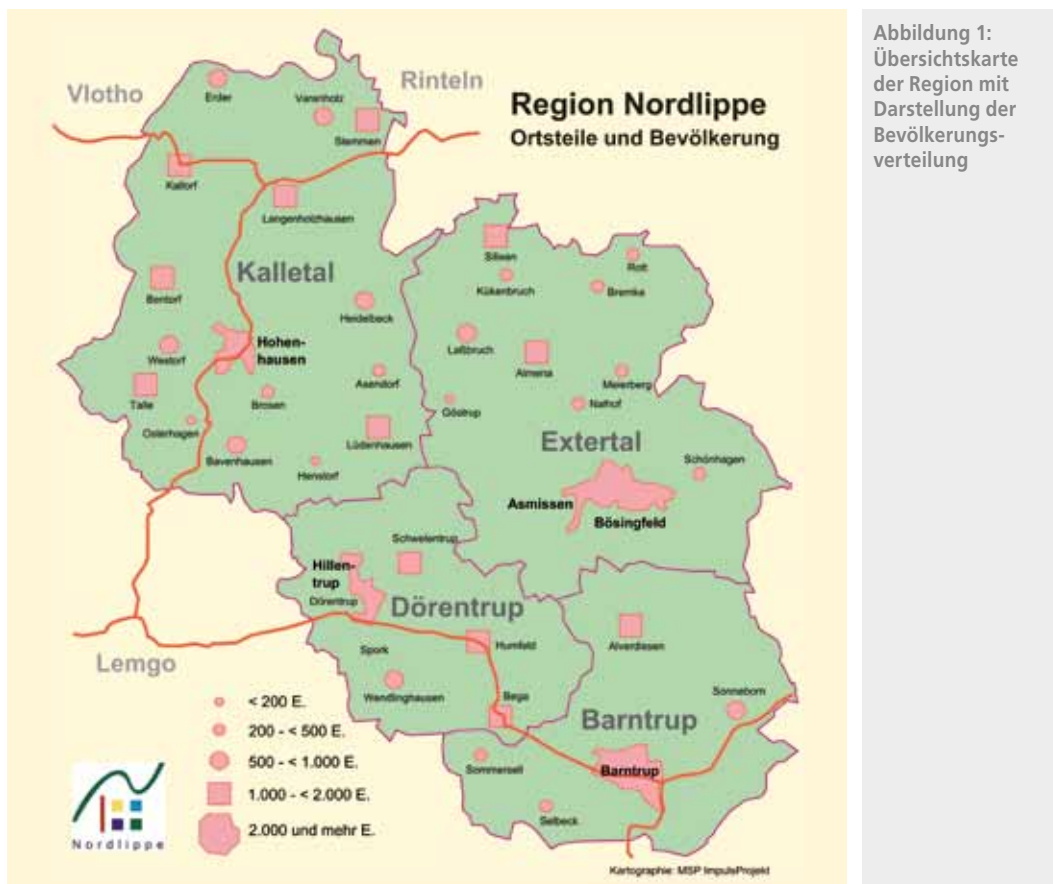 Vlotho
Rinteln
Region Nordlippe
Ortsteile und Bevölkerung
Erder
Varenholz
Stemmen
Kalldorf
Langenholzhausen
Kalletal
Bentorf
Heidelbeck
Westorf
Hohen-
hausen
Talle
Brosen
Asendorf
Osterhagen
Bavenhausen
Lüdenhausen
Henstorf
Silixen
Kükenbruch
Rott
Bremke
Laßbruch
Almena
Meierberg
Göstrup
Nalhof
Extertal
Schönhagen
Asmissen
Bösingfeld
Schwelentrup
Hillen-
trup
Dörentrup
Dörentrup
Spork
Humfeld
Wendlinghausen
Bega
Alverdissen
Sonneborn
Barntrup
Barntrup
Sommersell
Selbeck
Lemgo
< 200 E.
200 - < 500 E.
500 - < 1.000 E.
1.000 - < 2.000 E.
2.000 und mehr E.
Nordlippe
Kartographie: MSP ImpulsProjekt
Abbildung 1:
Übersichtskarte
der Region mit
Darstellung der
Bevölkerungs-
verteilung